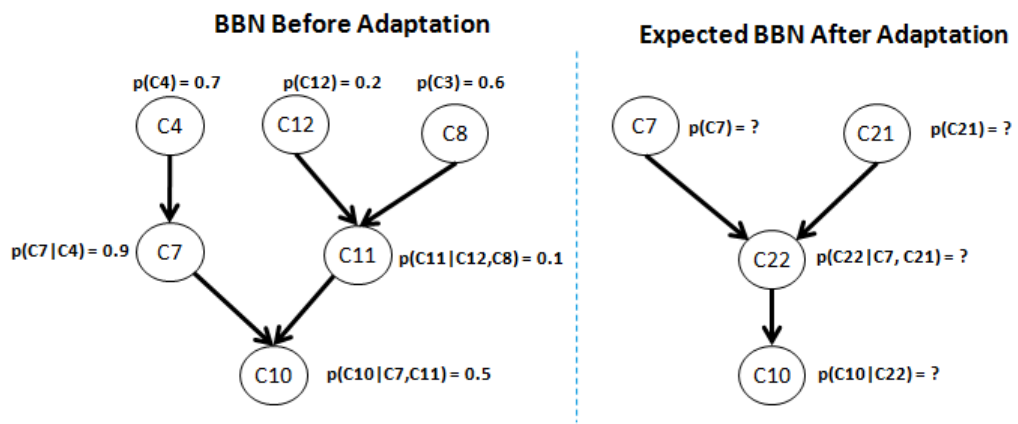 BBN Before Adaptation
p(C4) = 0.7
p(C12) = 0.2
p(C3) = 0.6
C4
C12
C8
p(C7|C4) = 0.9
C7
C11
p(C11|C12,C8) = 0.1
C10
p(C10|C7,C11) = 0.5
Expected BBN After Adaptation
C7
p(C7) = ?
C21
p(C21) = ?
C22
p(C22|C7, C21) = ?
C10
p(C10|C22) = ?